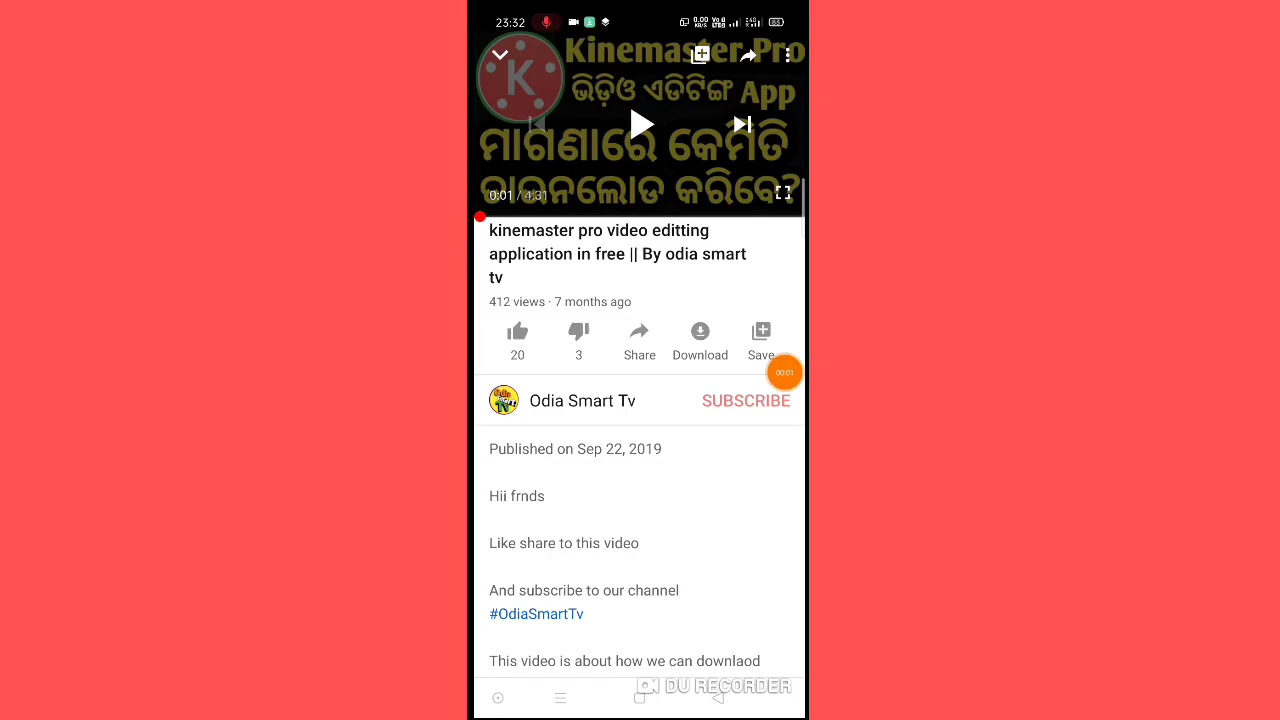 23:32
0.00 KB/S
Kinemaster Pro
K
ଭିଡ଼ିଓ ଏଡିଟିଙ୍ଗ App
ମାଗଣାରେ କେମିତି
ଡାଉନଲୋଡ କରିବେ?
0:01 / 4:31
kinemaster pro video editting
application in free || By odia smart
tv
412 views · 7 months ago
20
3
Share
Download
Save
00:01
Odia Smart Tv
SUBSCRIBE
Published on Sep 22, 2019
Hii frnds
Like share to this video
And subscribe to our channel
#OdiaSmartTv
This video is about how we can downlaod
DU RECORDER